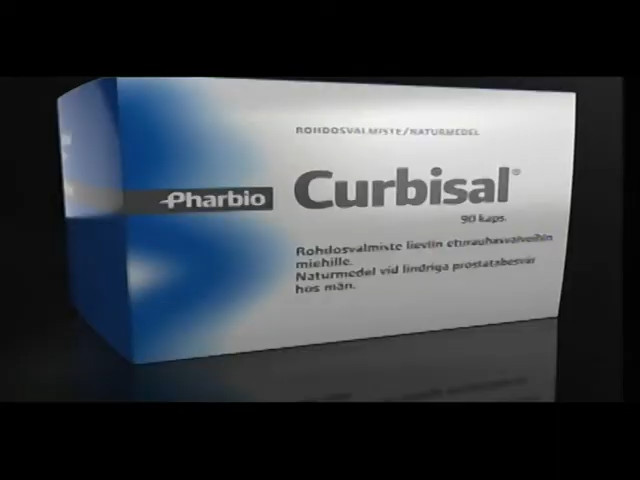 ROHDOSVALMISTE/NATURMEDEL
Pharbio
Curbisal®
90 kaps.
Rohdosvalmiste lieviin eturauhasvaivoihin
miehille.
Naturmedel vid lindriga prostatabesvär
hos män.